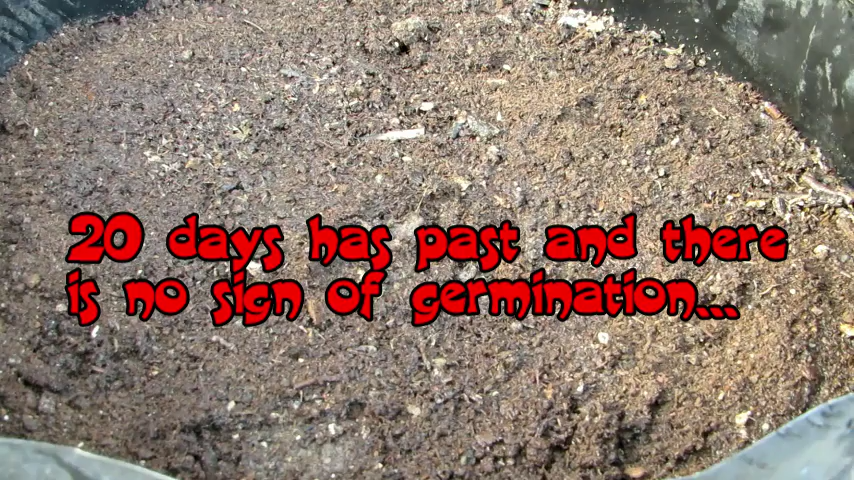 20 days has past and there
is no sign of germination...